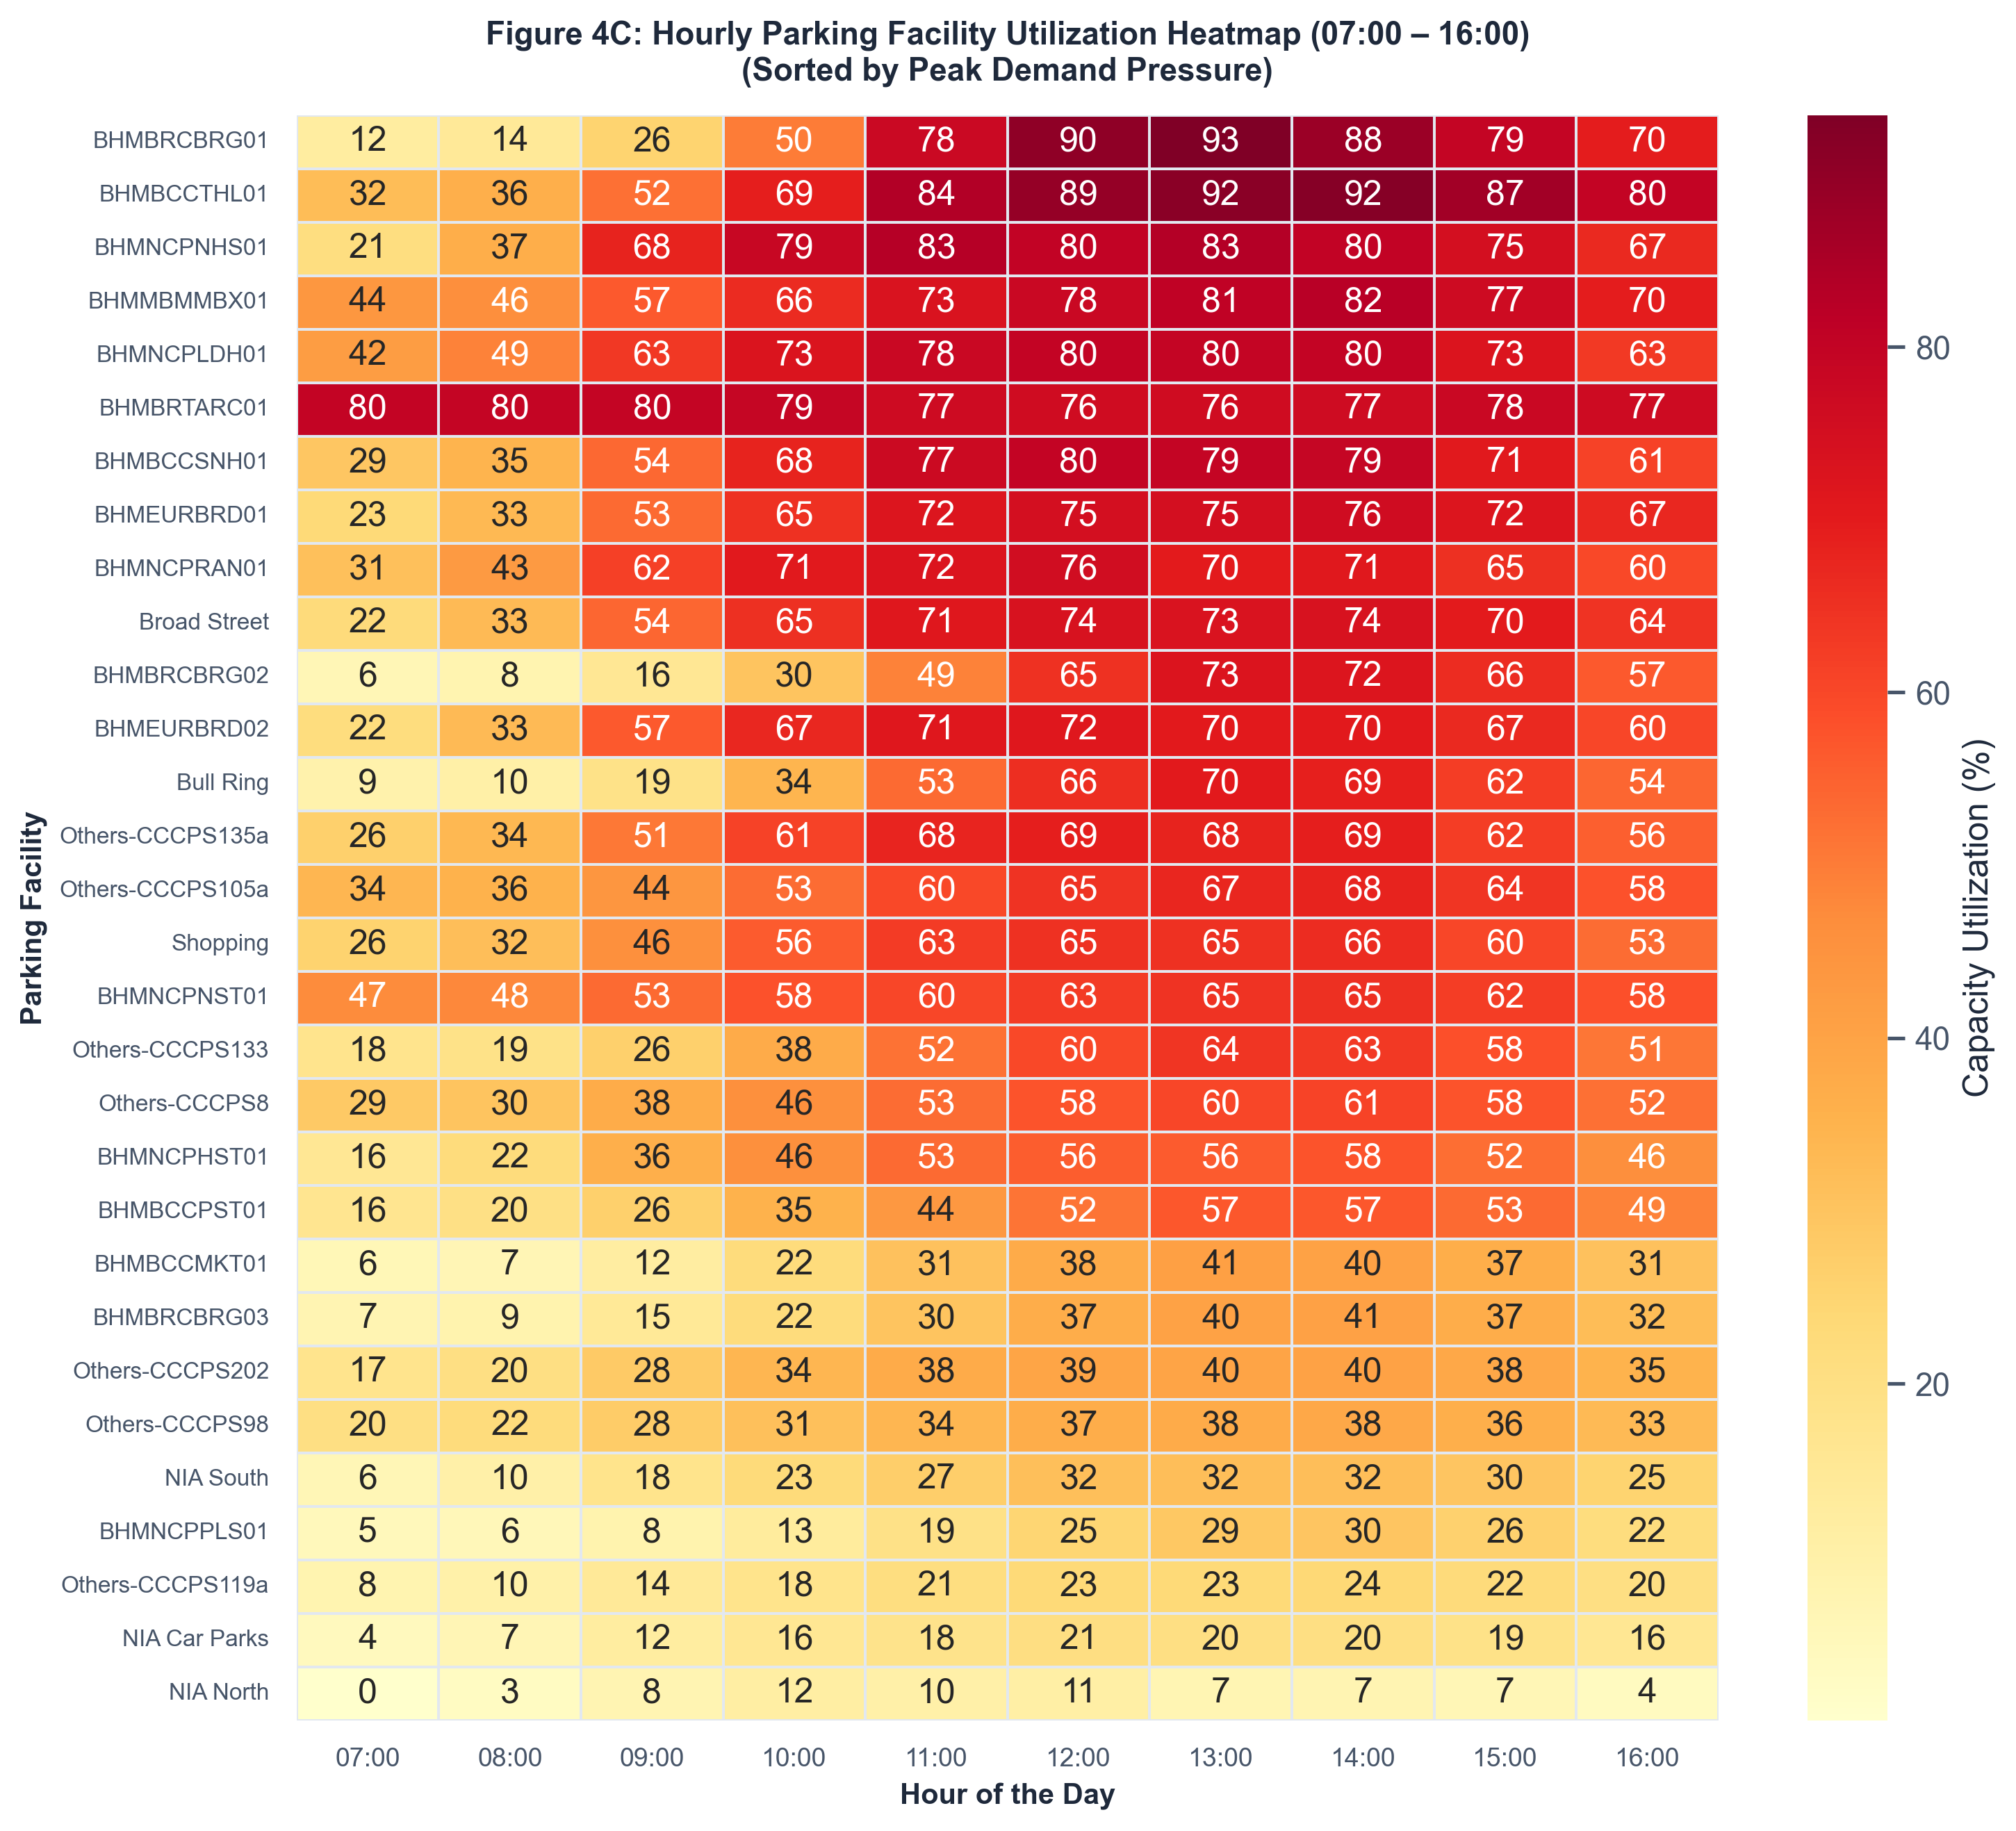 Figure 4C: Hourly Parking Facility Utilization Heatmap (07:00 – 16:00)
(Sorted by Peak Demand Pressure)
Parking Facility
BHMBRCBRG01 12 14 26 50 78 90 93 88 79 70
BHMBCCTHL01 32 36 52 69 84 89 92 92 87 80
BHMNCPNHS01 21 37 68 79 83 80 83 80 75 67
BHMMBMMBX01 44 46 57 66 73 78 81 82 77 70
BHMNCPLDH01 42 49 63 73 78 80 80 80 73 63
BHMBRTARC01 80 80 80 79 77 76 76 77 78 77
BHMBCCSNH01 29 35 54 68 77 80 79 79 71 61
BHMEURBRD01 23 33 53 65 72 75 75 76 72 67
BHMNCPRAN01 31 43 62 71 72 76 70 71 65 60
Broad Street 22 33 54 65 71 74 73 74 70 64
BHMBRCBRG02 6 8 16 30 49 65 73 72 66 57
BHMEURBRD02 22 33 57 67 71 72 70 70 67 60
Bull Ring 9 10 19 34 53 66 70 69 62 54
Others-CCCPS135a 26 34 51 61 68 69 68 69 62 56
Others-CCCPS105a 34 36 44 53 60 65 67 68 64 58
Shopping 26 32 46 56 63 65 65 66 60 53
BHMNCPNST01 47 48 53 58 60 63 65 65 62 58
Others-CCCPS133 18 19 26 38 52 60 64 63 58 51
Others-CCCPS8 29 30 38 46 53 58 60 61 58 52
BHMNCPHST01 16 22 36 46 53 56 56 58 52 46
BHMBCCPST01 16 20 26 35 44 52 57 57 53 49
BHMBCCMKT01 6 7 12 22 31 38 41 40 37 31
BHMBRCBRG03 7 9 15 22 30 37 40 41 37 32
Others-CCCPS202 17 20 28 34 38 39 40 40 38 35
Others-CCCPS98 20 22 28 31 34 37 38 38 36 33
NIA South 6 10 18 23 27 32 32 32 30 25
BHMNCPPLS01 5 6 8 13 19 25 29 30 26 22
Others-CCCPS119a 8 10 14 18 21 23 23 24 22 20
NIA Car Parks 4 7 12 16 18 21 20 20 19 16
NIA North 0 3 8 12 10 11 7 7 7 4
07:00 08:00 09:00 10:00 11:00 12:00 13:00 14:00 15:00 16:00
Hour of the Day
80
60
40
20
Capacity Utilization (%)